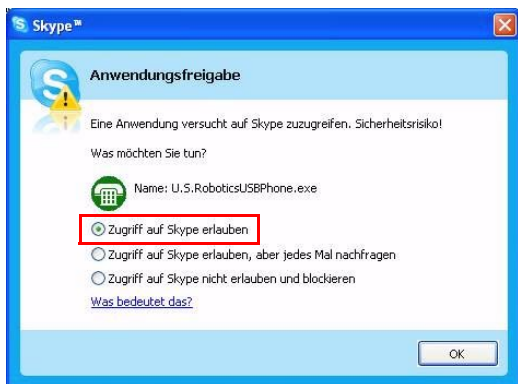 Skype™
Anwendungsfreigabe
Eine Anwendung versucht auf Skype zuzugreifen. Sicherheitsrisiko!
Was möchten Sie tun?
Name: U.S.RoboticsUSBPhone.exe
Zugriff auf Skype erlauben
Zugriff auf Skype erlauben, aber jedes Mal nachfragen
Zugriff auf Skype nicht erlauben und blockieren
Was bedeutet das?
OK